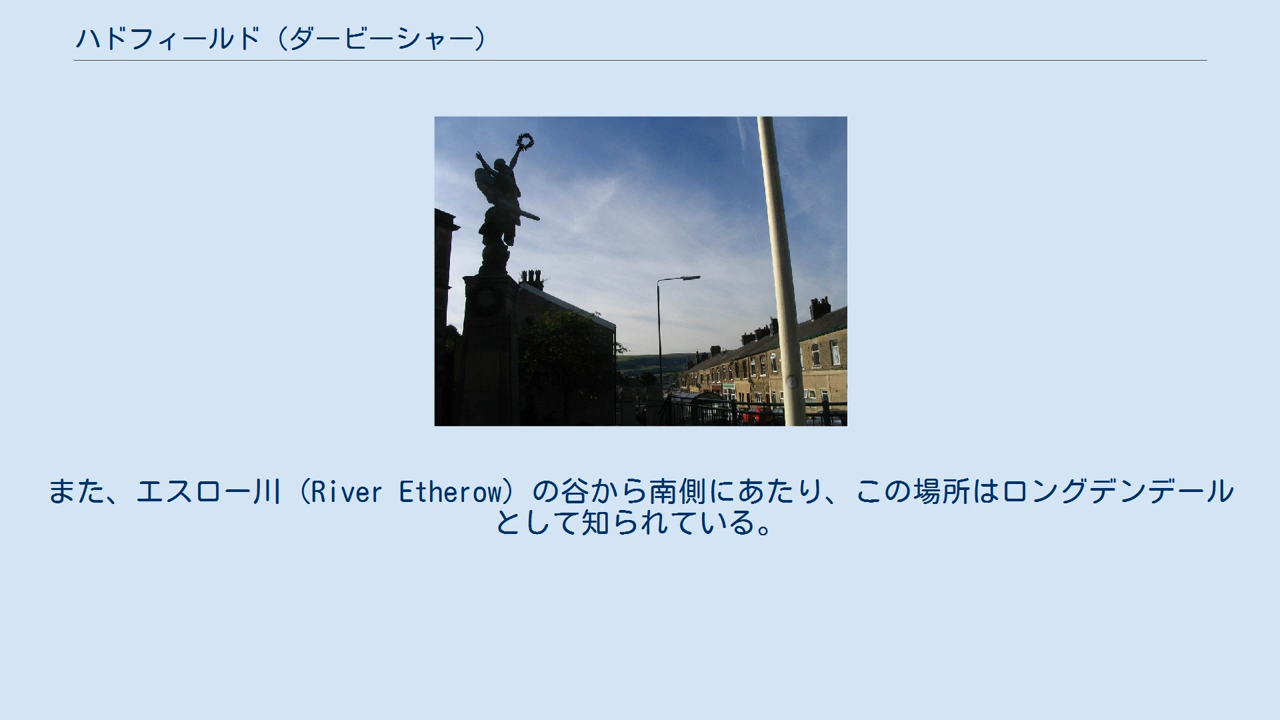 ハドフィールド（ダービーシャー）
また、エスロー川（River Etherow）の谷から南側にあたり、この場所はロングデンデール
として知られている。